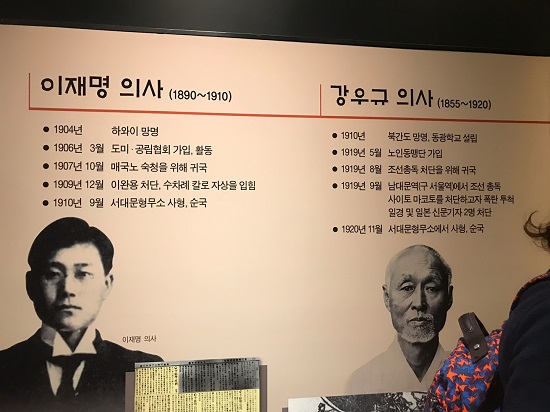 이재명 의사 (1890~1910)
• 1904년 하와이 망명
• 1906년 3월 도미·공립협회 가입, 활동
• 1907년 10월 매국노 숙청을 위해 귀국
• 1909년 12월 이완용 처단, 수차례 칼로 자상을 입힘
• 1910년 9월 서대문형무소 사형, 순국
이재명 의사
강우규 의사 (1855~1920)
• 1910년 북간도 망명, 동광학교 설립
• 1919년 5월 노인동맹단 가입
• 1919년 8월 조선총독 처단을 위해 귀국
• 1919년 9월 남대문역(구 서울역)에서 조선 총독
사이토 마코토를 처단하고자 폭탄 투척
일경 및 일본 신문기자 2명 처단
• 1920년 11월 서대문형무소에서 사형, 순국